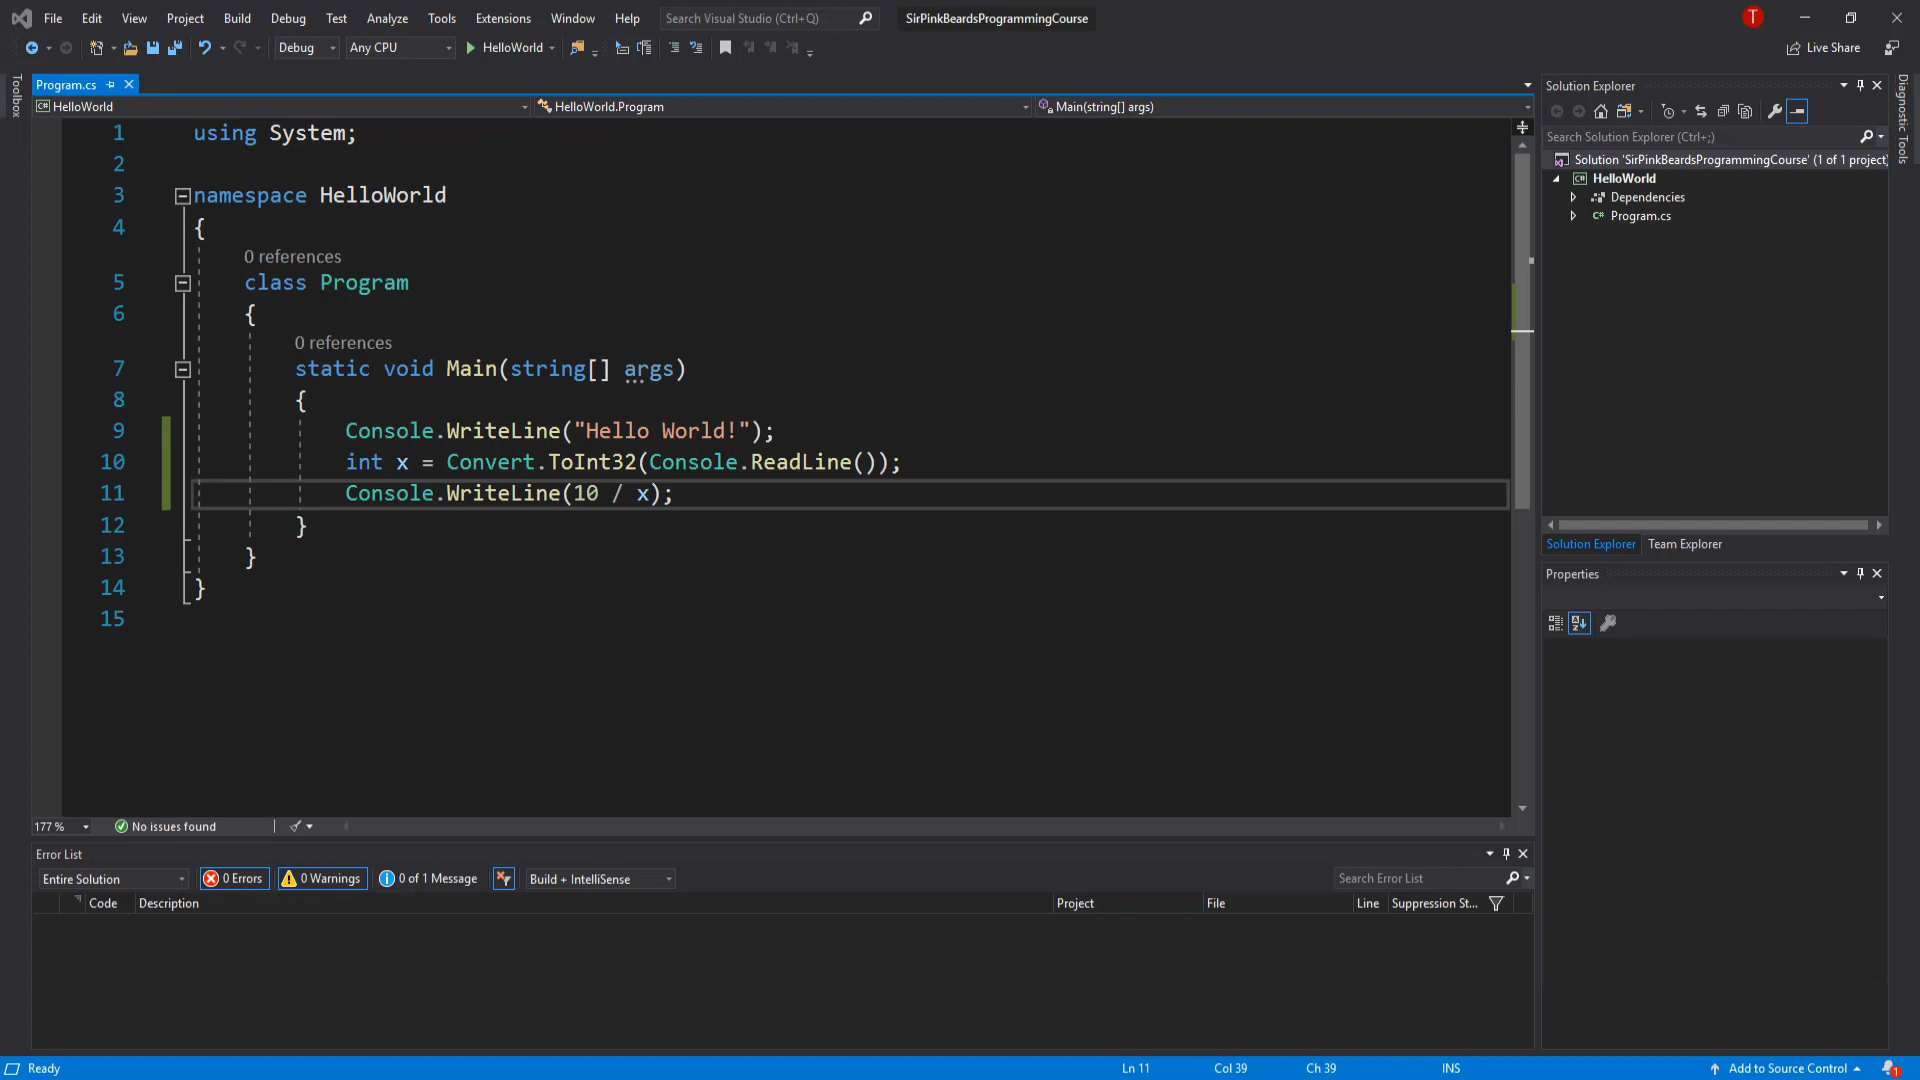 File Edit View Project Build Debug Test Analyze Tools Extensions Window Help Search Visual Studio (Ctrl+Q) SirPinkBeardsProgrammingCourse T
Debug Any CPU HelloWorld Live Share
Toolbox
Program.cs
HelloWorld HelloWorld.Program Main(string[] args)
1 using System;
2
3 namespace HelloWorld
4 {
0 references
5 class Program
6 {
0 references
7 static void Main(string[] args)
8 {
9 Console.WriteLine("Hello World!");
10 int x = Convert.ToInt32(Console.ReadLine());
11 Console.WriteLine(10 / x);
12 }
13 }
14 }
15
177 % No issues found
Error List
Entire Solution 0 Errors 0 Warnings 0 of 1 Message Build + IntelliSense Search Error List
Code Description Project File Line Suppression St...
Solution Explorer
Search Solution Explorer (Ctrl+;)
Solution 'SirPinkBeardsProgrammingCourse' (1 of 1 project)
C# HelloWorld
Dependencies
C# Program.cs
Solution Explorer Team Explorer
Properties
Diagnostic Tools
Ready Ln 11 Col 39 Ch 39 INS Add to Source Control 1